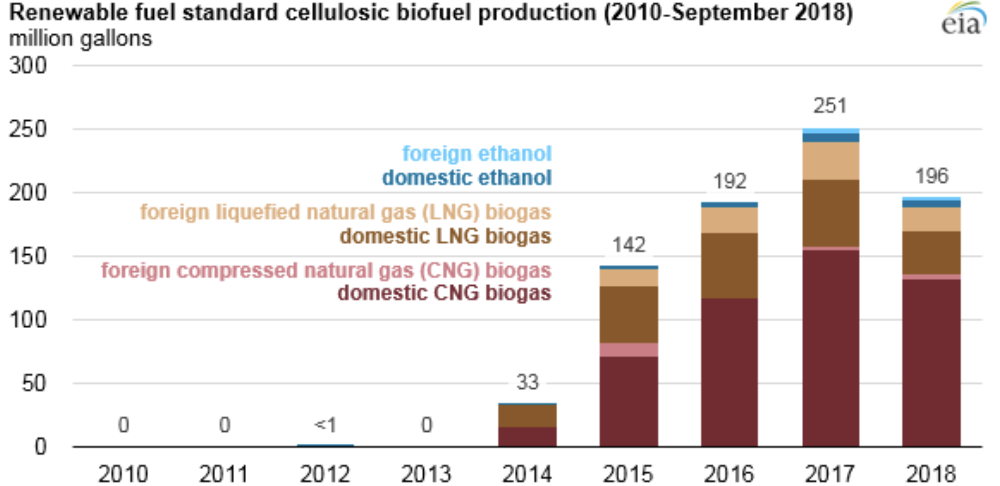 Renewable fuel standard cellulosic biofuel production (2010-September 2018)
eia
million gallons
300
250
200
150
100
50
0
foreign ethanol
domestic ethanol
foreign liquefied natural gas (LNG) biogas
domestic LNG biogas
foreign compressed natural gas (CNG) biogas
domestic CNG biogas
0
0
<1
0
33
142
192
251
196
2010 2011 2012 2013 2014 2015 2016 2017 2018